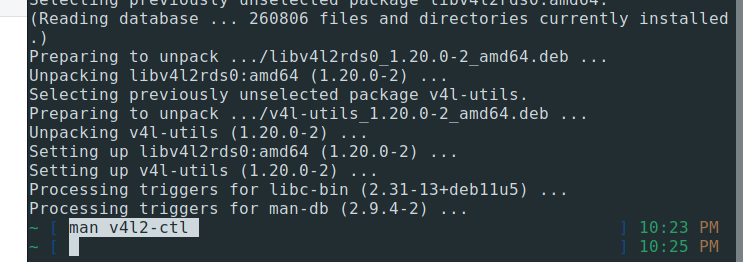 Selecting previously unselected package libv4l2rds0:amd64.
(Reading database ... 260806 files and directories currently installed
.)
Preparing to unpack .../libv4l2rds0_1.20.0-2_amd64.deb ...
Unpacking libv4l2rds0:amd64 (1.20.0-2) ...
Selecting previously unselected package v4l-utils.
Preparing to unpack .../v4l-utils_1.20.0-2_amd64.deb ...
Unpacking v4l-utils (1.20.0-2) ...
Setting up libv4l2rds0:amd64 (1.20.0-2) ...
Setting up v4l-utils (1.20.0-2) ...
Processing triggers for libc-bin (2.31-13+deb11u5) ...
Processing triggers for man-db (2.9.4-2) ...
~ [ man v4l2-ctl ] 10:23 PM
~ [ ] 10:25 PM